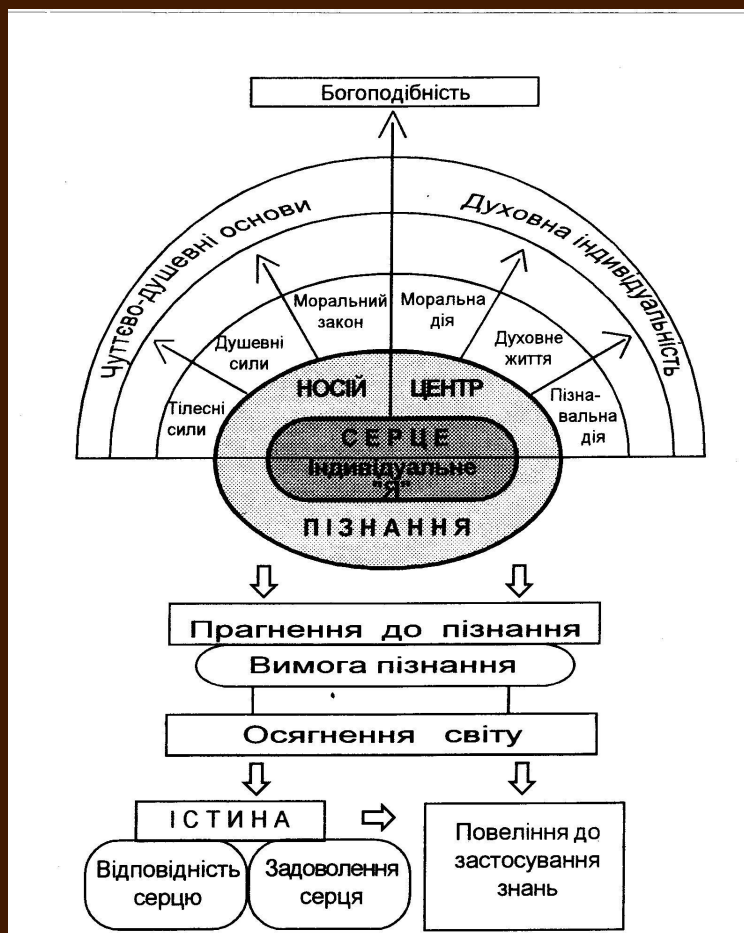 Богоподібність
Чуттєво-душевні основи
Духовна індивідуальність
Моральний
закон
Моральна
дія
Душевні
сили
Духовне
життя
Тілесні
сили
Пізна-
вальна
дія
НОСІЙ ЦЕНТР
СЕРЦЕ
Індивідуальне
"Я"
ПІЗНАННЯ
Прагнення до пізнання
Вимога пізнання
Осягнення світу
ІСТИНА
Відповідність
серцю
Задоволення
серця
Повеління до
застосування
знань